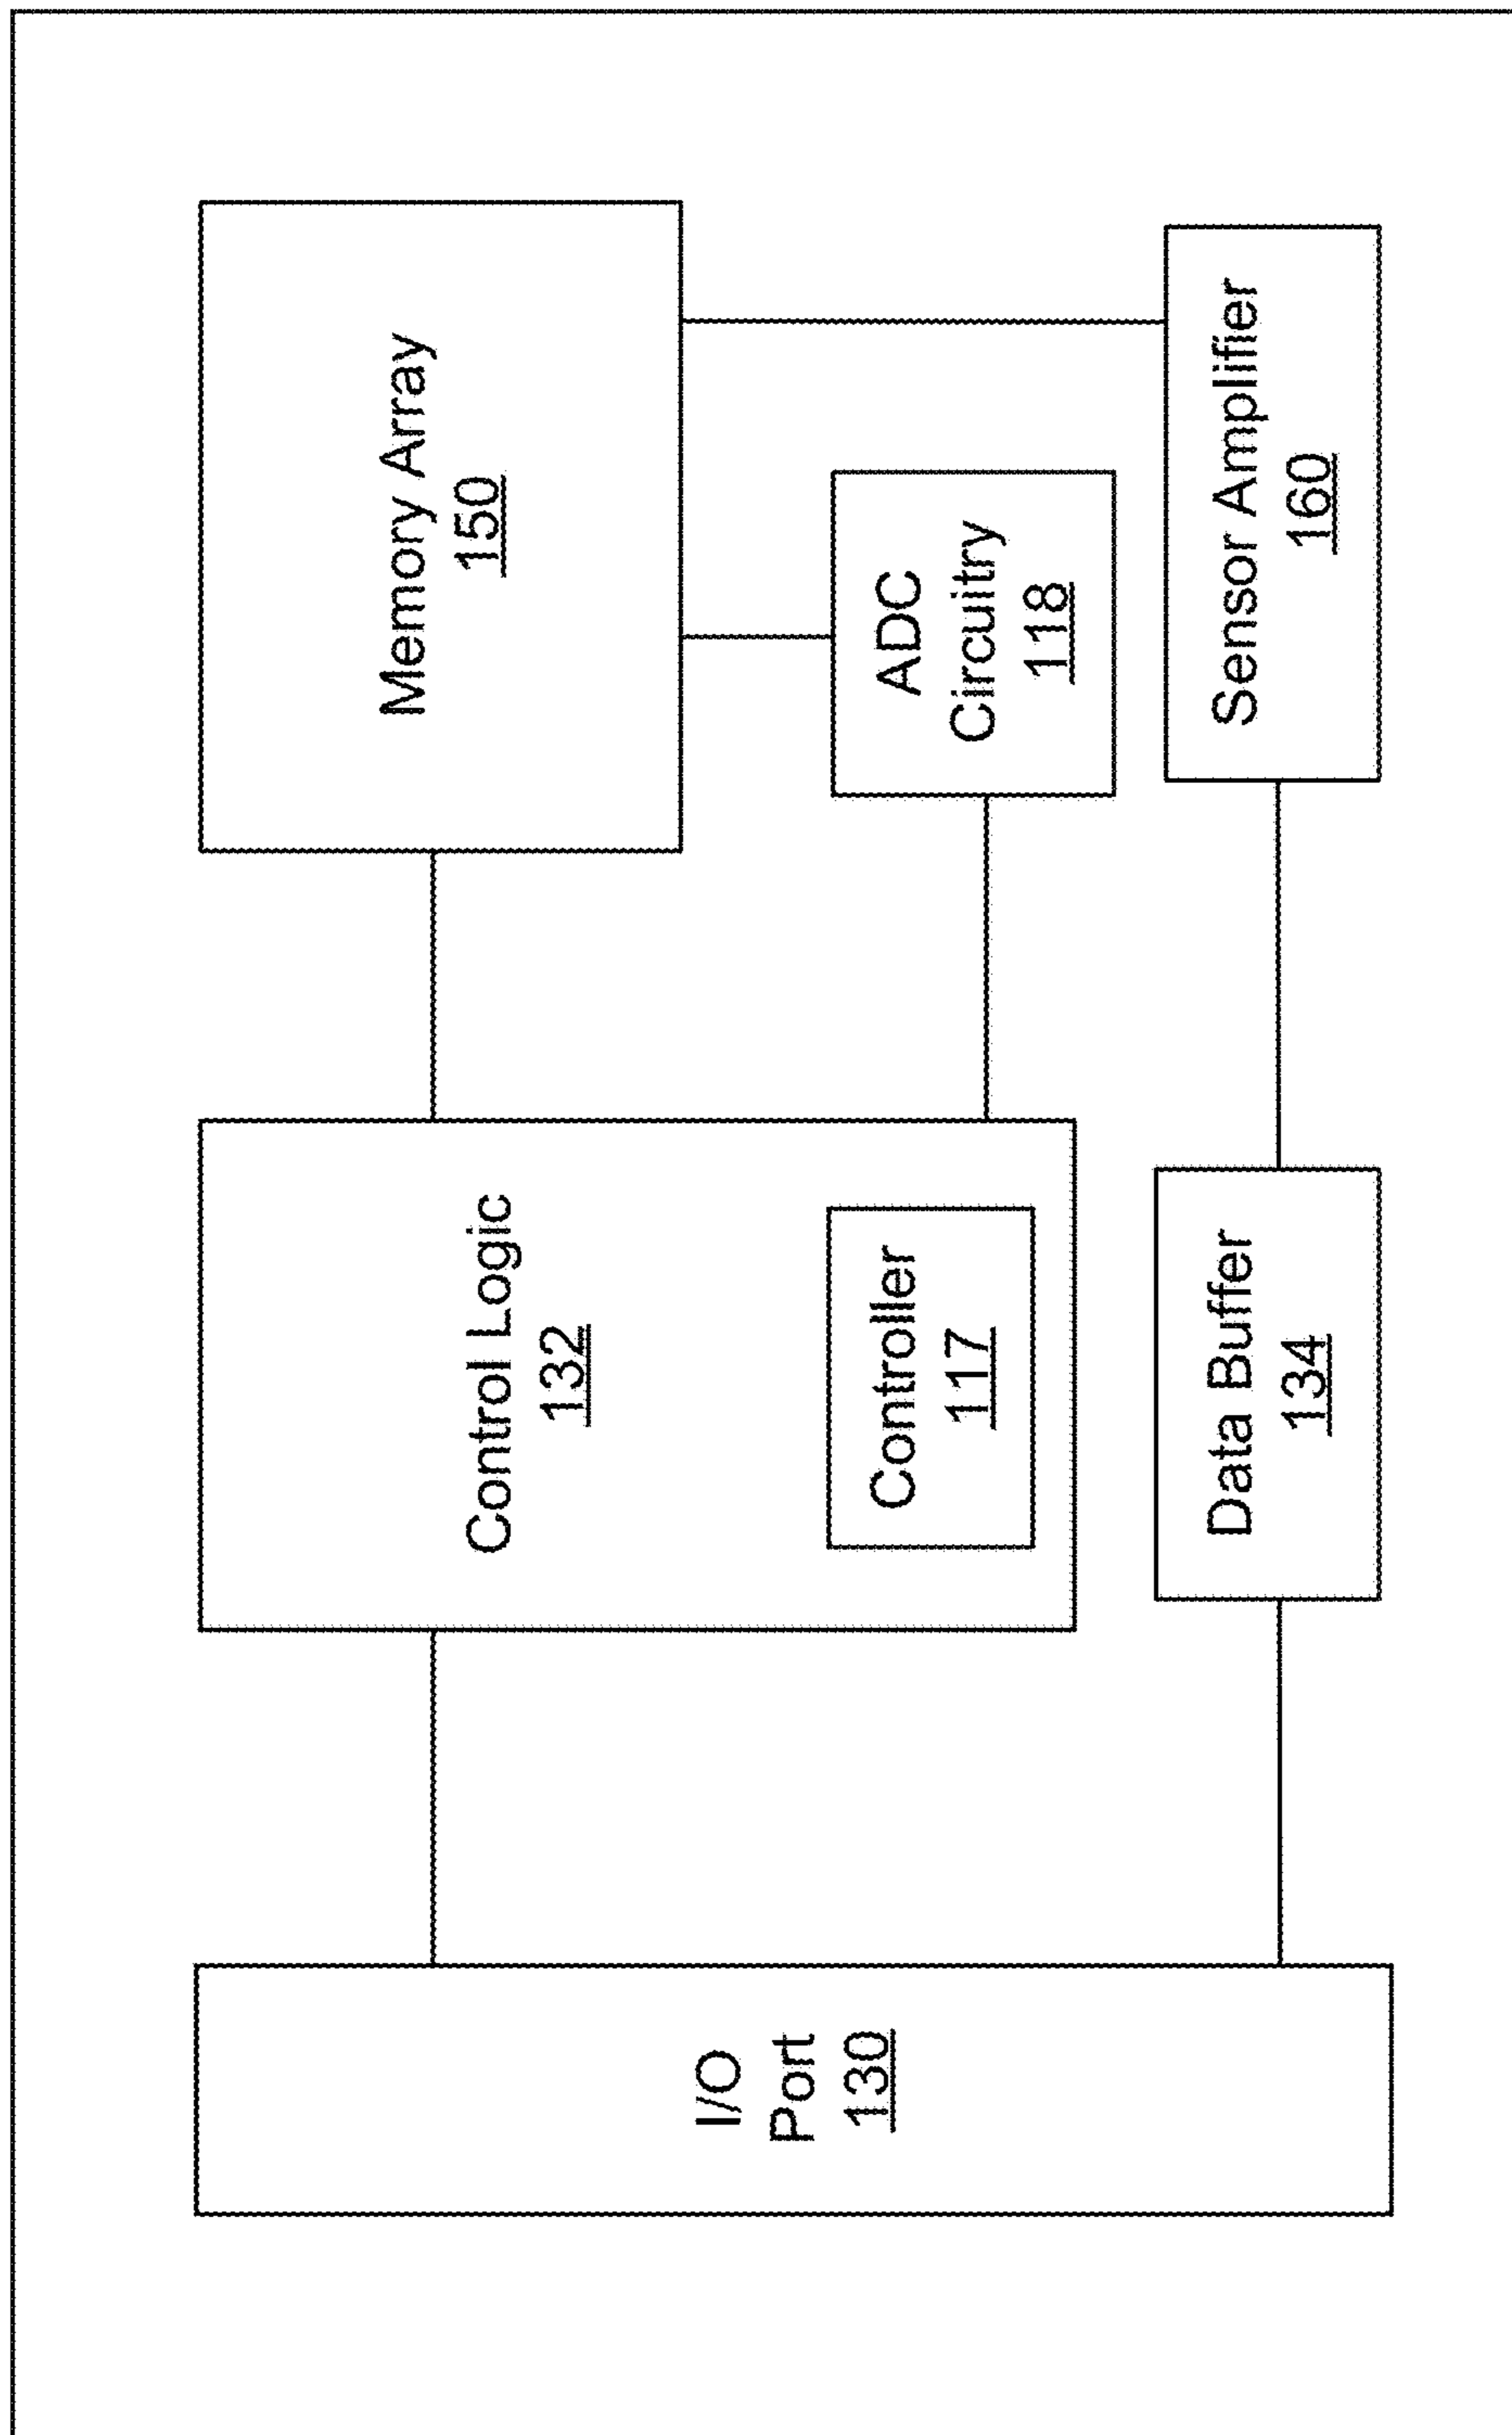 I/O
Port
130
Control Logic
132
Controller
117
Data Buffer
134
Memory Array
150
ADC
Circuitry
118
Sensor Amplifier
160